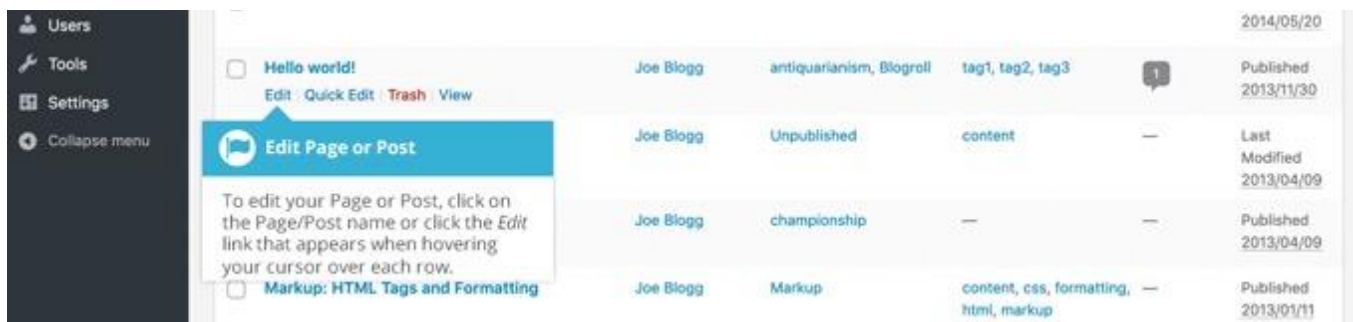 Users
Tools
Settings
Collapse menu
2014/05/20
Hello world! Joe Blogg antiquarianism, Blogroll tag1, tag2, tag3 1 Published
2013/11/30
Edit | Quick Edit | Trash | View
Edit Page or Post
To edit your Page or Post, click on
the Page/Post name or click the Edit
link that appears when hovering
your cursor over each row.
Joe Blogg Unpublished content — Last
Modified
2013/04/09
Joe Blogg championship — — Published
2013/04/09
Markup: HTML Tags and Formatting Joe Blogg Markup content, css, formatting, — Published
html, markup 2013/01/11